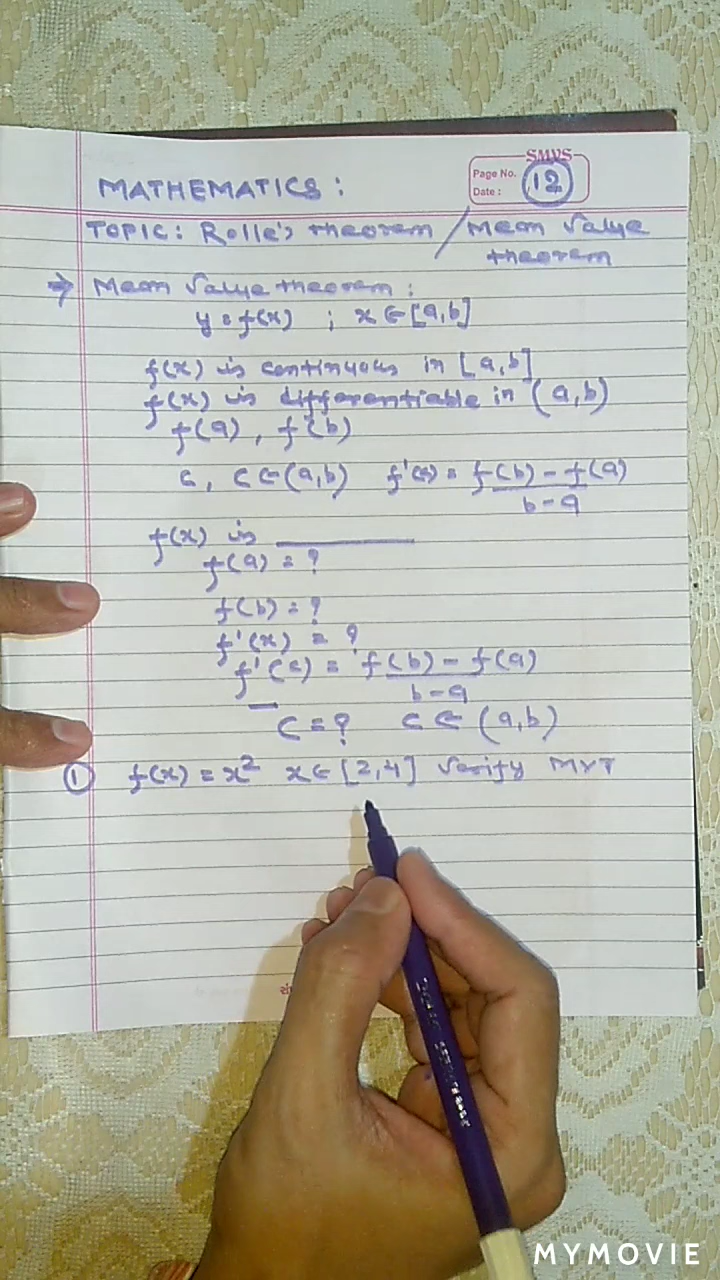 SMVS
Page No. 12
Date :
MATHEMATICS :
TOPIC : Rolle's theorem / Mean Value theorem
⇒ Mean Value theorem :
y = f(x) ; x ∈ [a,b]
f(x) is continuous in [a,b]
f(x) is differentiable in (a,b)
f(a), f(b)
c, c ∈ (a,b) f'(c) = f(b) - f(a) / b-a
f(x) is ________
f(a) = ?
f(b) = ?
f'(x) = ?
f'(c) = f(b) - f(a) / b-a
c = ? c ∈ (a,b)
① f(x) = x² x ∈ [2,4] Verify MVT
MYMOVIE